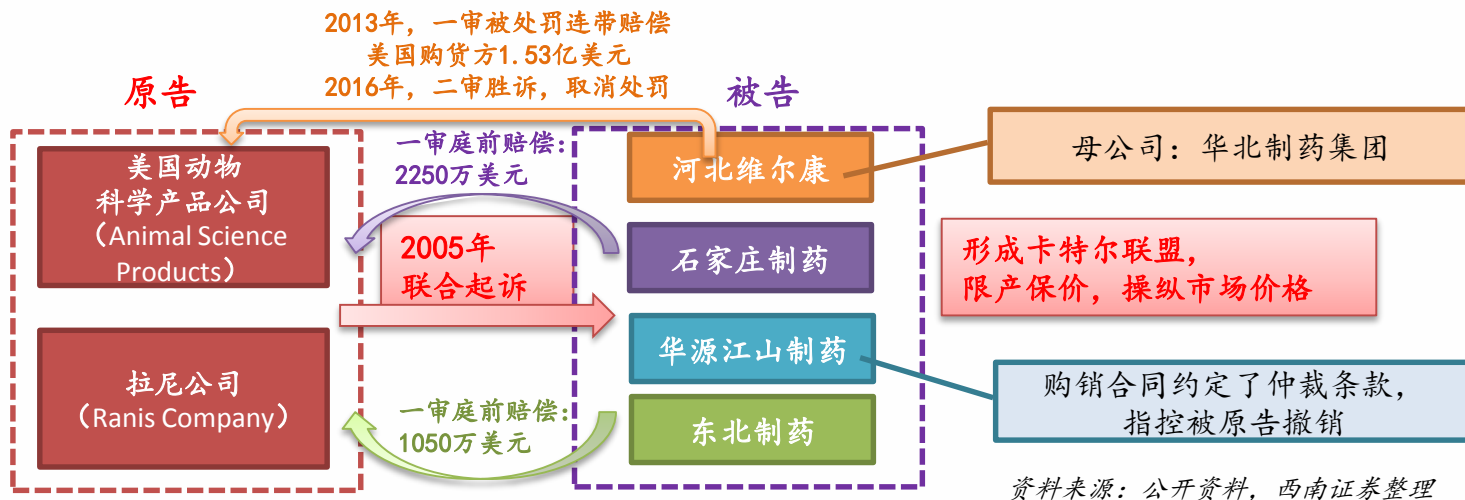 2013年，一审被处罚连带赔偿
美国购货方1.53亿美元
2016年，二审胜诉，取消处罚
原告
被告
美国动物
科学产品公司
（Animal Science
Products）
拉尼公司
（Ranis Company）
一审庭前赔偿：
2250万美元
2005年
联合起诉
一审庭前赔偿：
1050万美元
河北维尔康
石家庄制药
华源江山制药
东北制药
母公司：华北制药集团
形成卡特尔联盟，
限产保价，操纵市场价格
购销合同约定了仲裁条款，
指控被原告撤销
资料来源：公开资料，西南证券整理